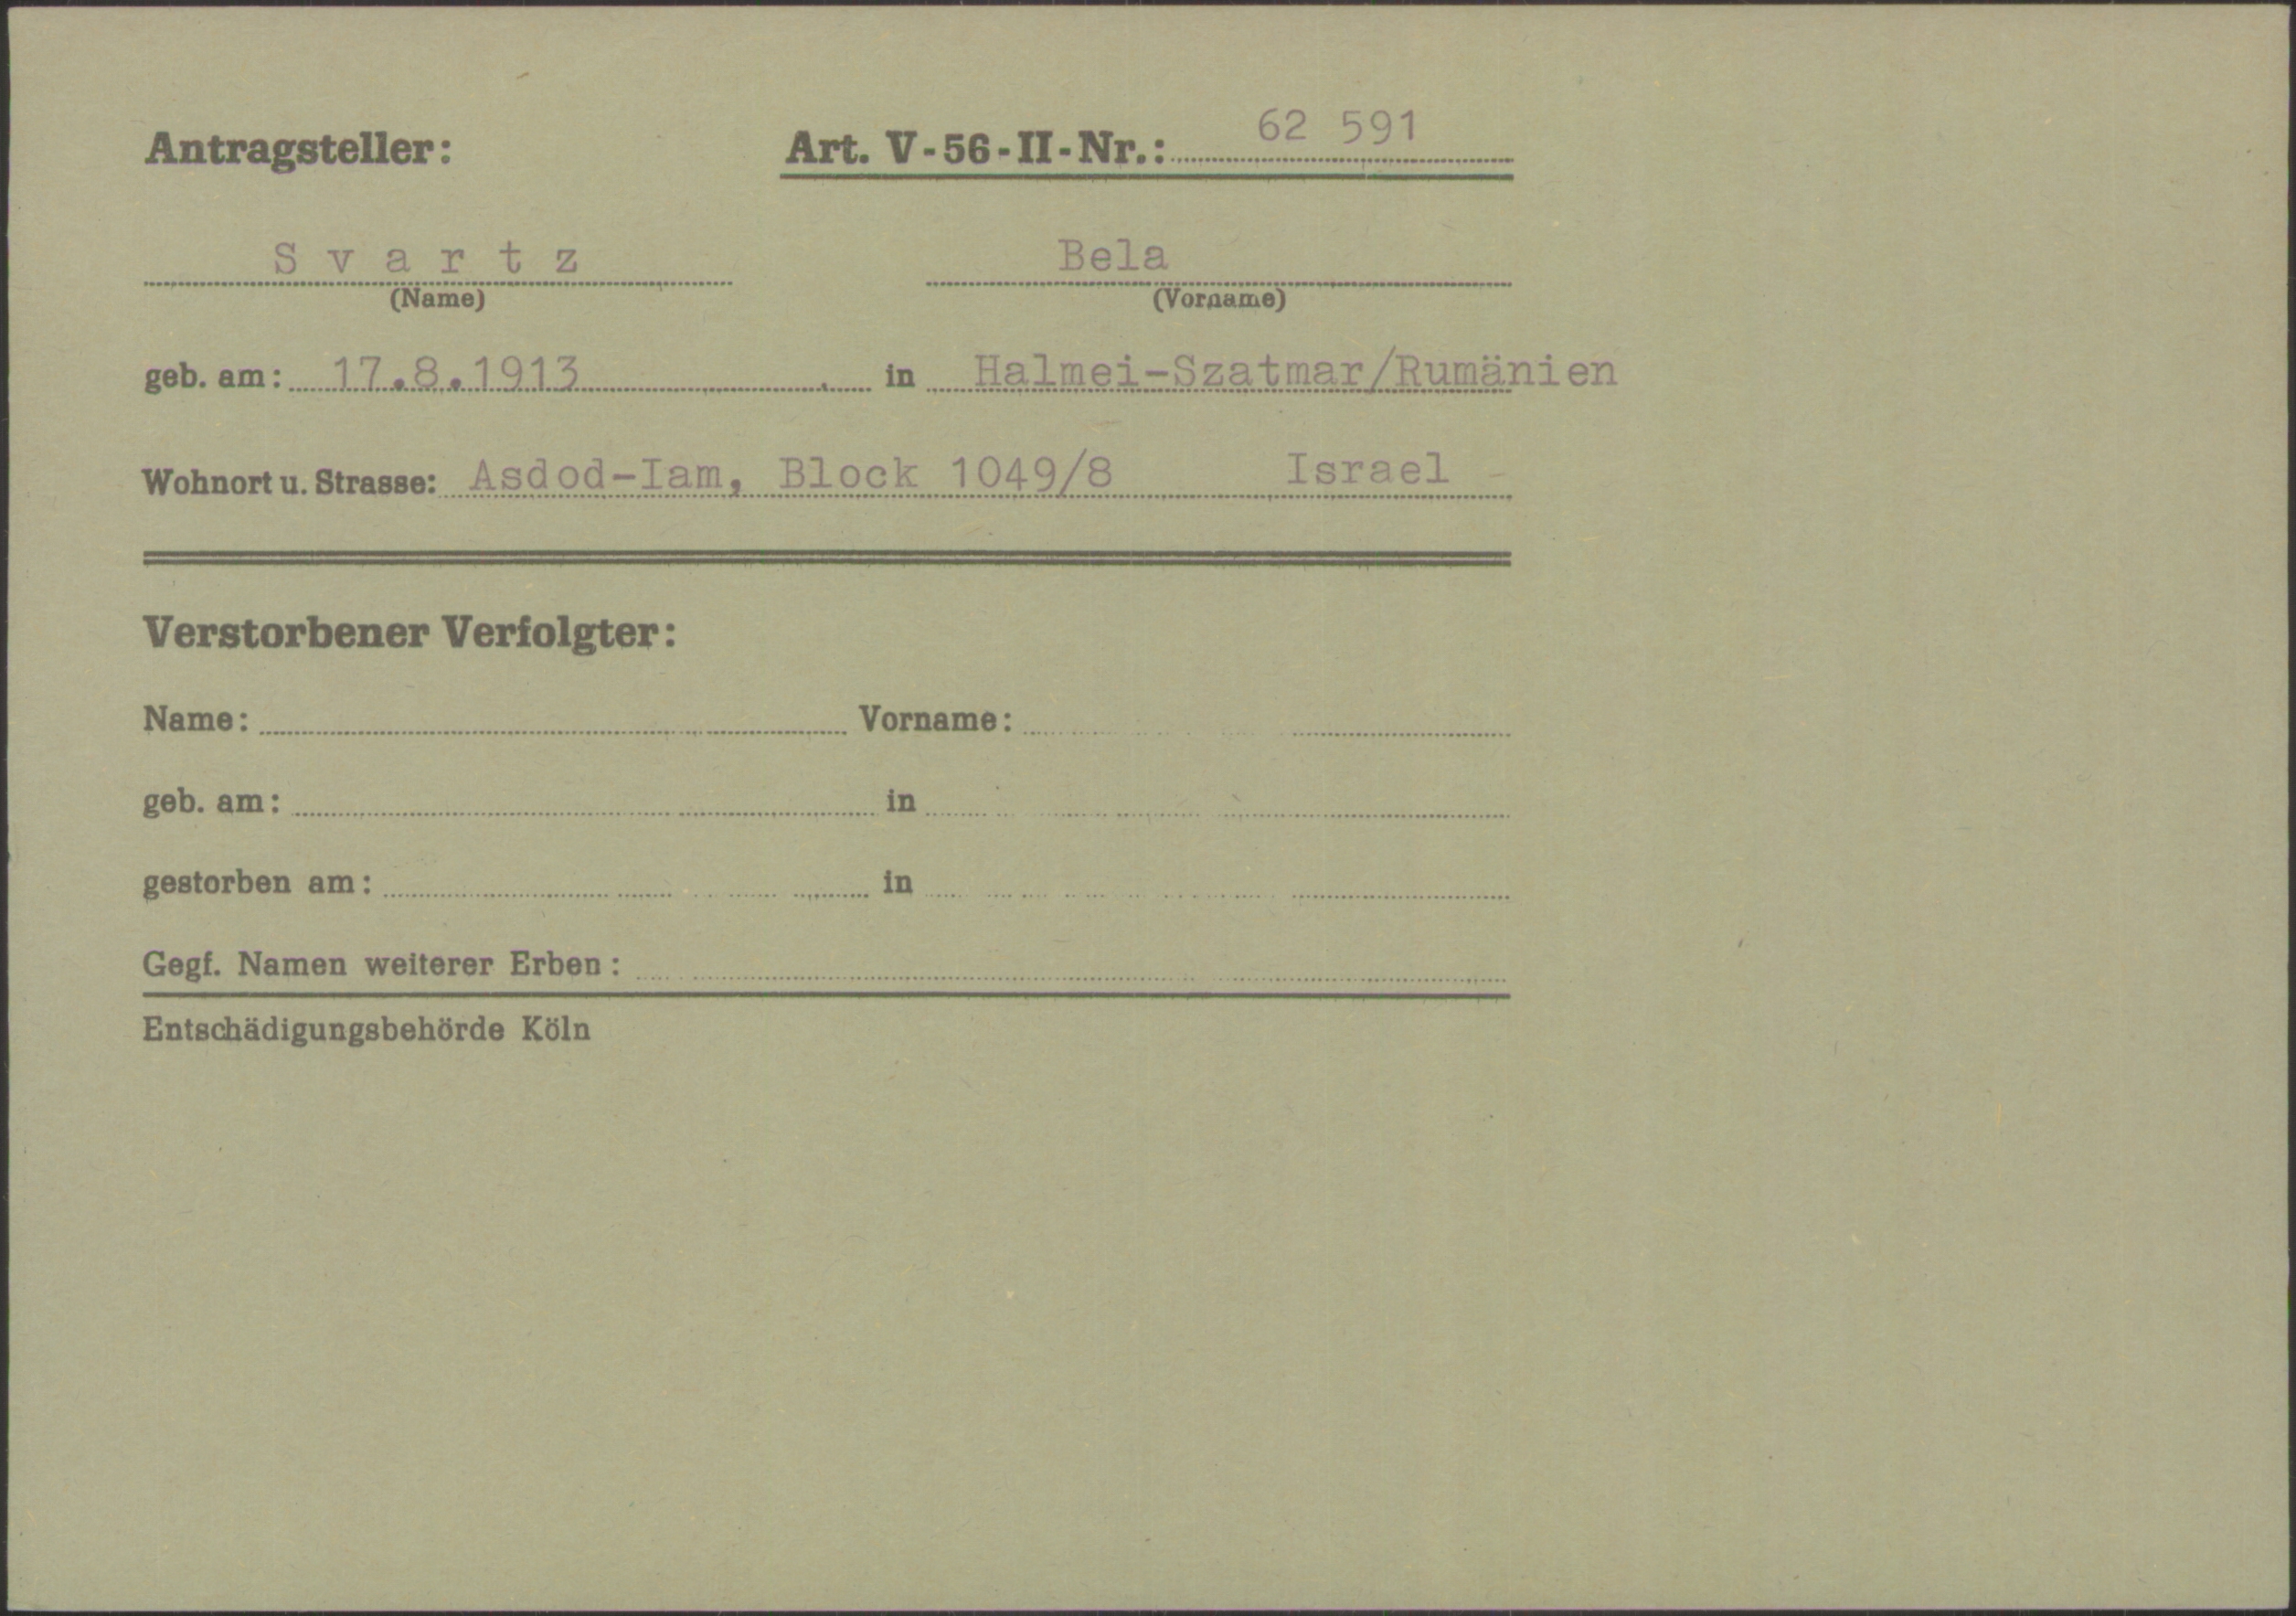 Antragsteller: Art. V-56-II-Nr.: 62 591
Svartz Bela
(Name) (Vorname)
geb. am: 17.8.1913 in Halmei-Szatmar/Rumänien
Wohnort u. Strasse: Asdod-Iam, Block 1049/8 Israel
Verstorbener Verfolgter:
Name: Vorname:
geb. am: in
gestorben am: in
Gegf. Namen weiterer Erben:
Entschädigungsbehörde Köln